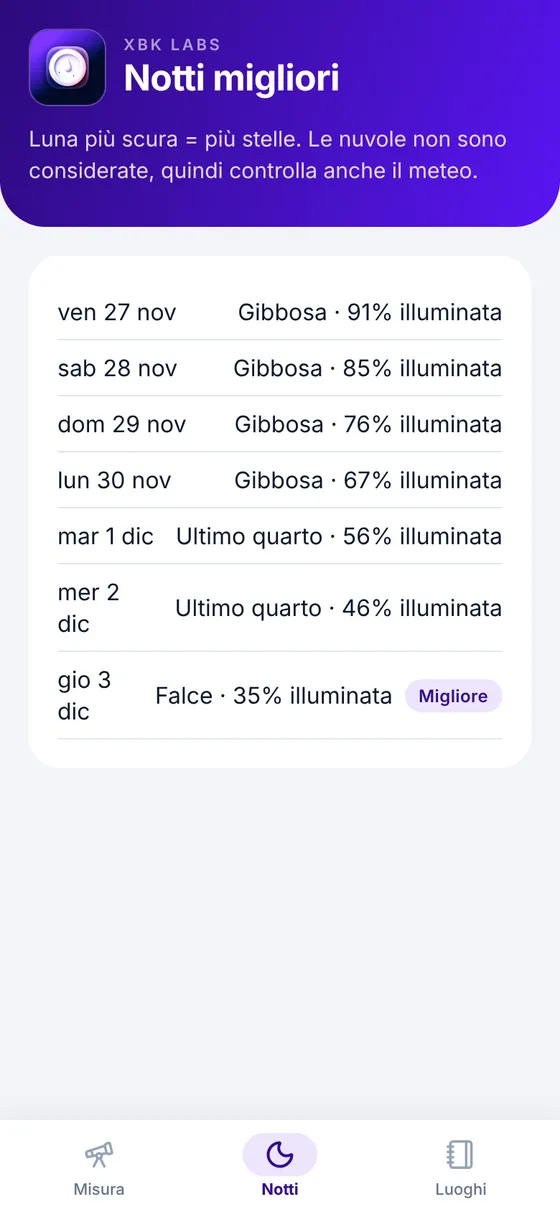 XBK LABS
Notti migliori
Luna più scura = più stelle. Le nuvole non sono
considerate, quindi controlla anche il meteo.
ven 27 nov Gibbosa · 91% illuminata
sab 28 nov Gibbosa · 85% illuminata
dom 29 nov Gibbosa · 76% illuminata
lun 30 nov Gibbosa · 67% illuminata
mar 1 dic Ultimo quarto · 56% illuminata
mer 2
dic
Ultimo quarto · 46% illuminata
gio 3
dic
Falce · 35% illuminata Migliore
Misura Notti Luoghi